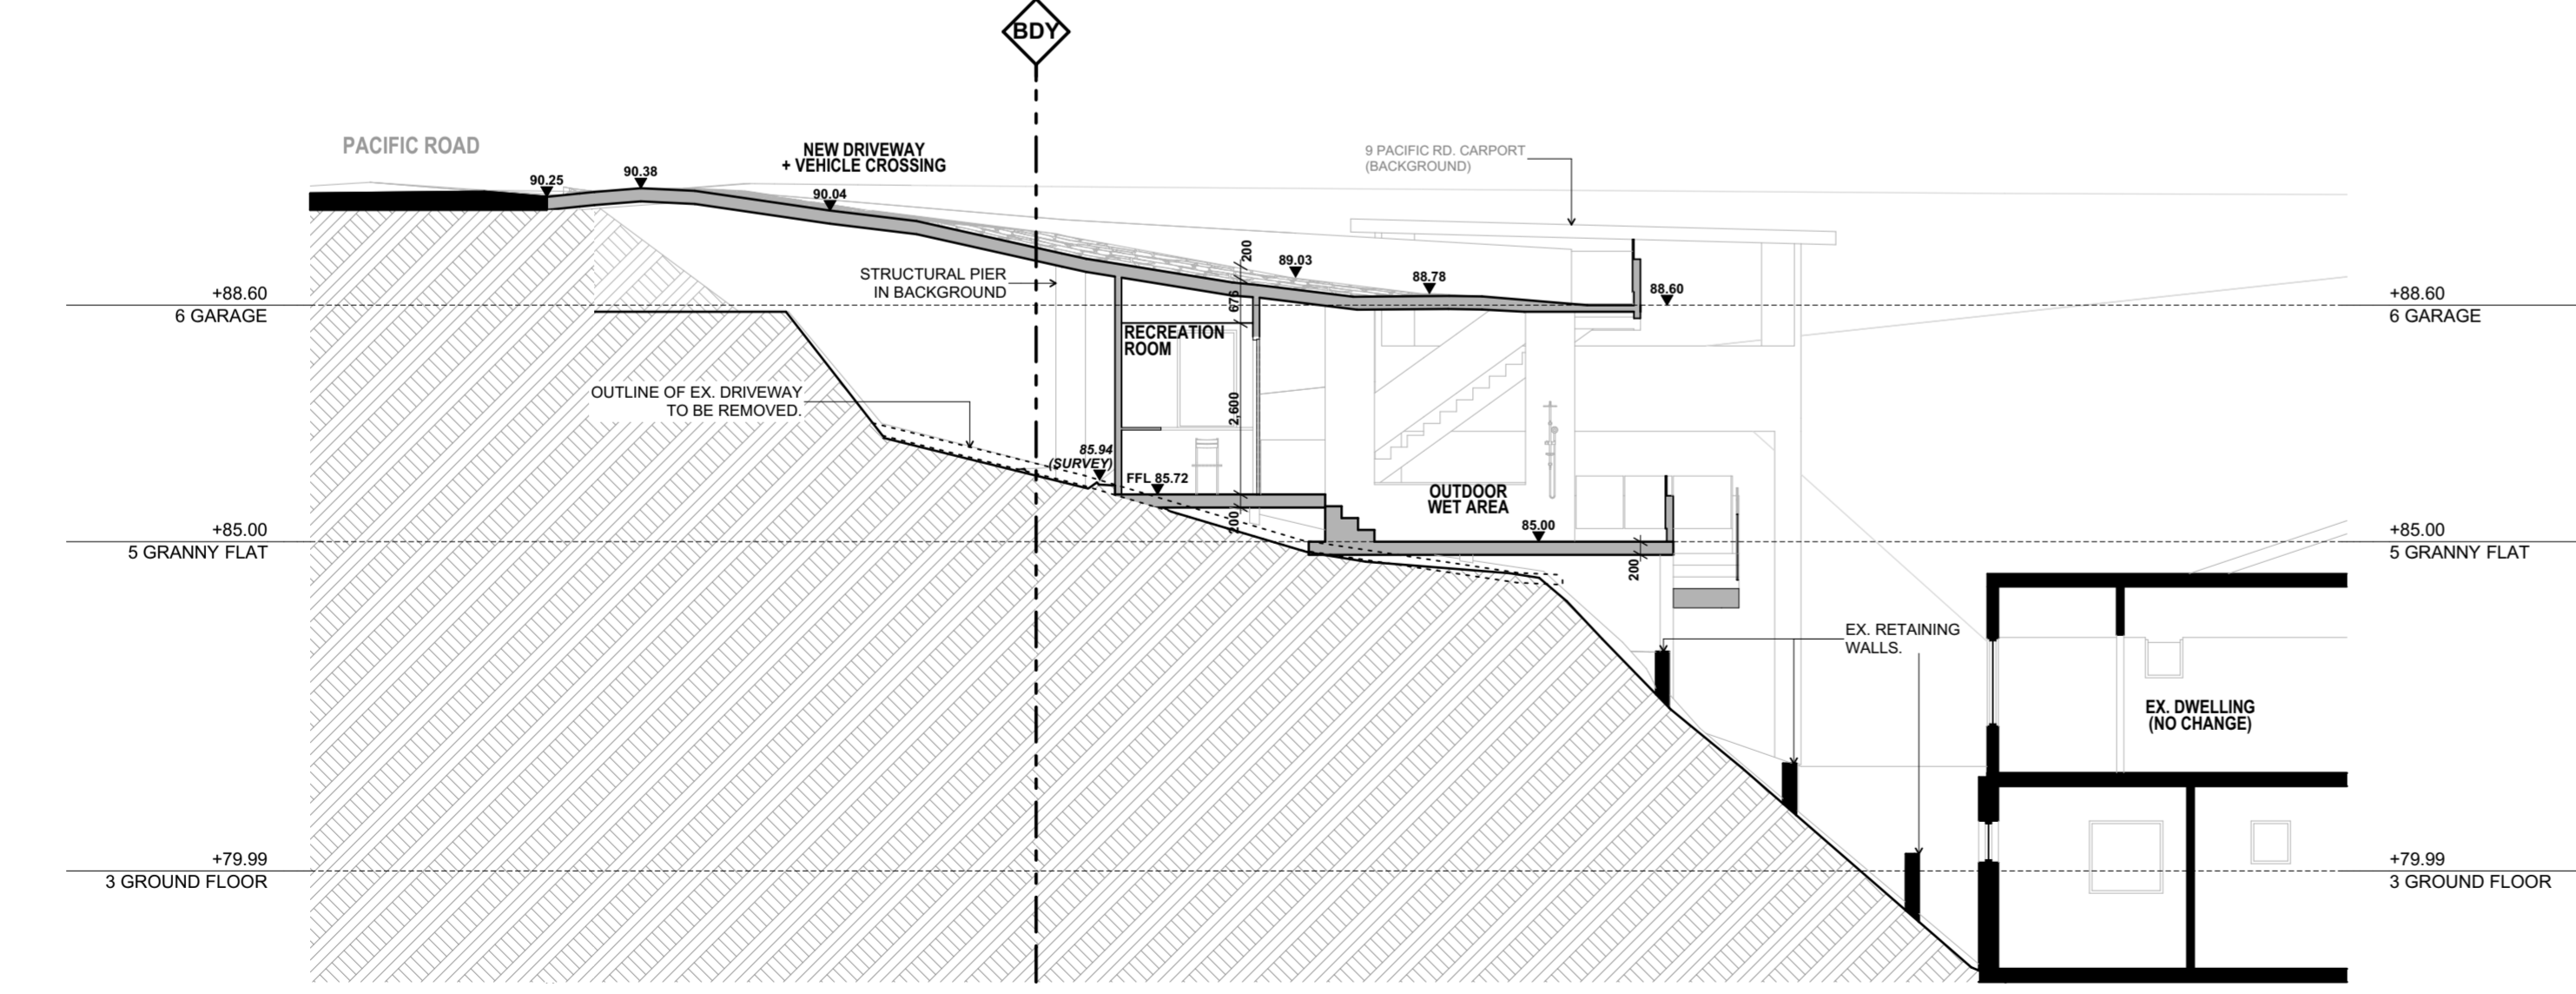 BDY
PACIFIC ROAD
NEW DRIVEWAY
+ VEHICLE CROSSING
9 PACIFIC RD. CARPORT
(BACKGROUND)
90.25
90.38
90.04
200
89.03
88.78
88.60
STRUCTURAL PIER
IN BACKGROUND
+88.60
6 GARAGE
+88.60
6 GARAGE
676
RECREATION
ROOM
OUTLINE OF EX. DRIVEWAY
TO BE REMOVED.
2,600
85.94
(SURVEY)
FFL 85.72
OUTDOOR
WET AREA
200
85.00
+85.00
5 GRANNY FLAT
+85.00
5 GRANNY FLAT
200
EX. RETAINING
WALLS.
EX. DWELLING
(NO CHANGE)
+79.99
3 GROUND FLOOR
+79.99
3 GROUND FLOOR